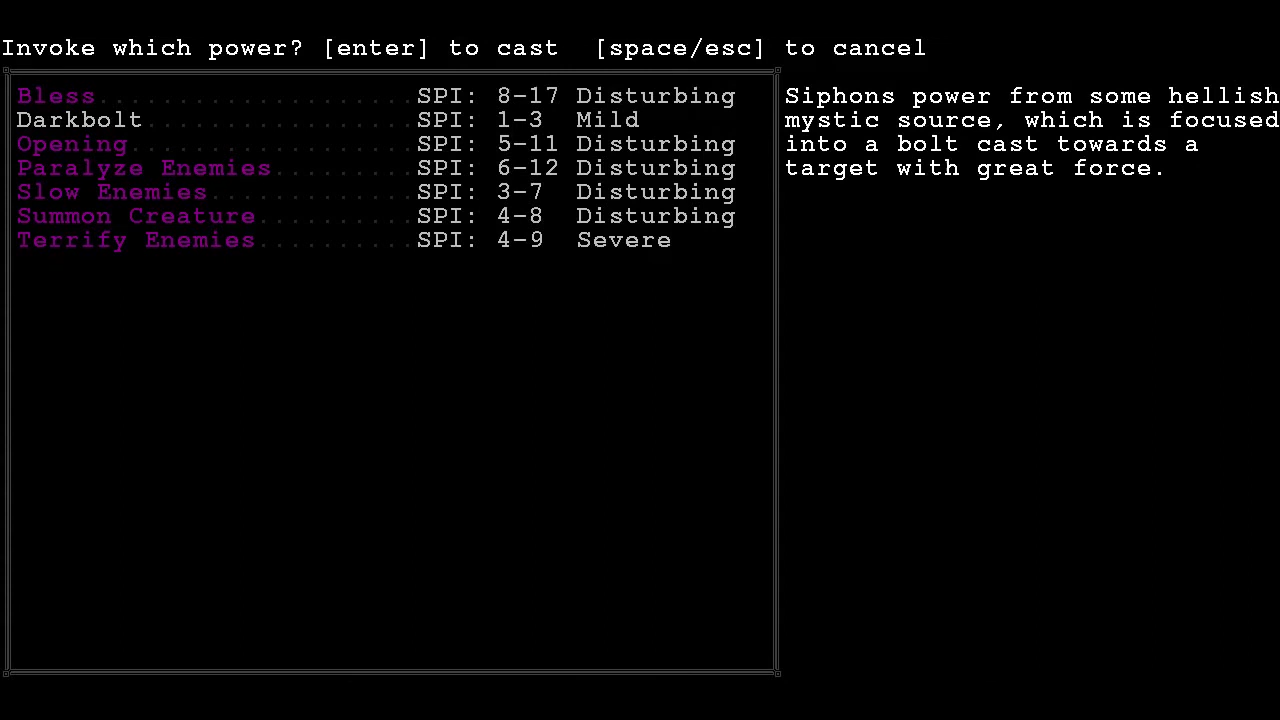 Invoke which power? [enter] to cast  [space/esc] to cancel
Bless....................SPI: 8-17 Disturbing
Darkbolt.................SPI: 1-3  Mild
Opening..................SPI: 5-11 Disturbing
Paralyze Enemies.........SPI: 6-12 Disturbing
Slow Enemies.............SPI: 3-7  Disturbing
Summon Creature..........SPI: 4-8  Disturbing
Terrify Enemies..........SPI: 4-9  Severe
Siphons power from some hellish
mystic source, which is focused
into a bolt cast towards a
target with great force.